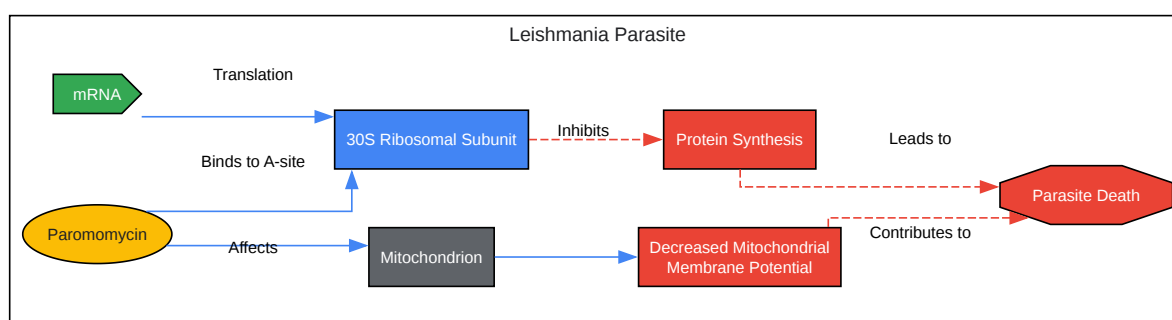 Leishmania Parasite
Translation
mRNA
30S Ribosomal Subunit
Inhibits
Protein Synthesis
Leads to
Binds to A-site
Parasite Death
Paromomycin
Affects
Mitochondrion
Decreased Mitochondrial
Membrane Potential
Contributes to